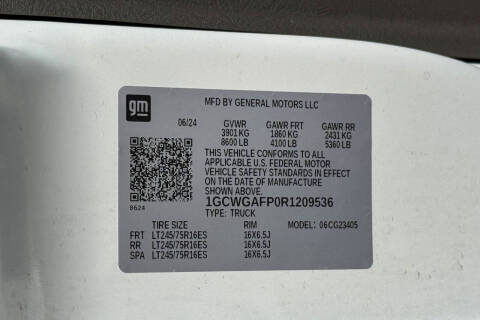 gm
MFD BY GENERAL MOTORS LLC
06/24 GVWR GAWR FRT GAWR RR
3901 KG 1860 KG 2431 KG
8600 LB 4100 LB 5360 LB
THIS VEHICLE CONFORMS TO ALL
APPLICABLE U.S. FEDERAL MOTOR
VEHICLE SAFETY STANDARDS IN EFFECT
ON THE DATE OF MANUFACTURE
SHOWN ABOVE.
1GCWGAFP0R1209536
0624 TYPE: TRUCK
TIRE SIZE RIM MODEL: 06CG23405
FRT LT245/75R16ES 16X6.5J
RR LT245/75R16ES 16X6.5J
SPA LT245/75R16ES 16X6.5J